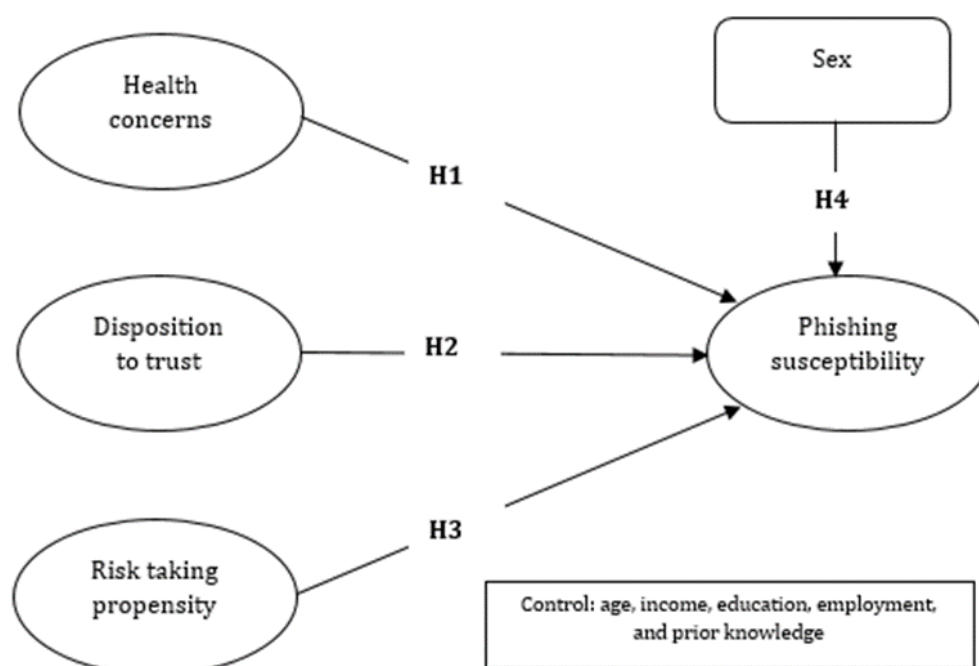 Health
concerns
Sex
H1
H4
Disposition
to trust
H2
Phishing
susceptibility
H3
Risk taking
propensity
Control: age, income, education, employment,
and prior knowledge